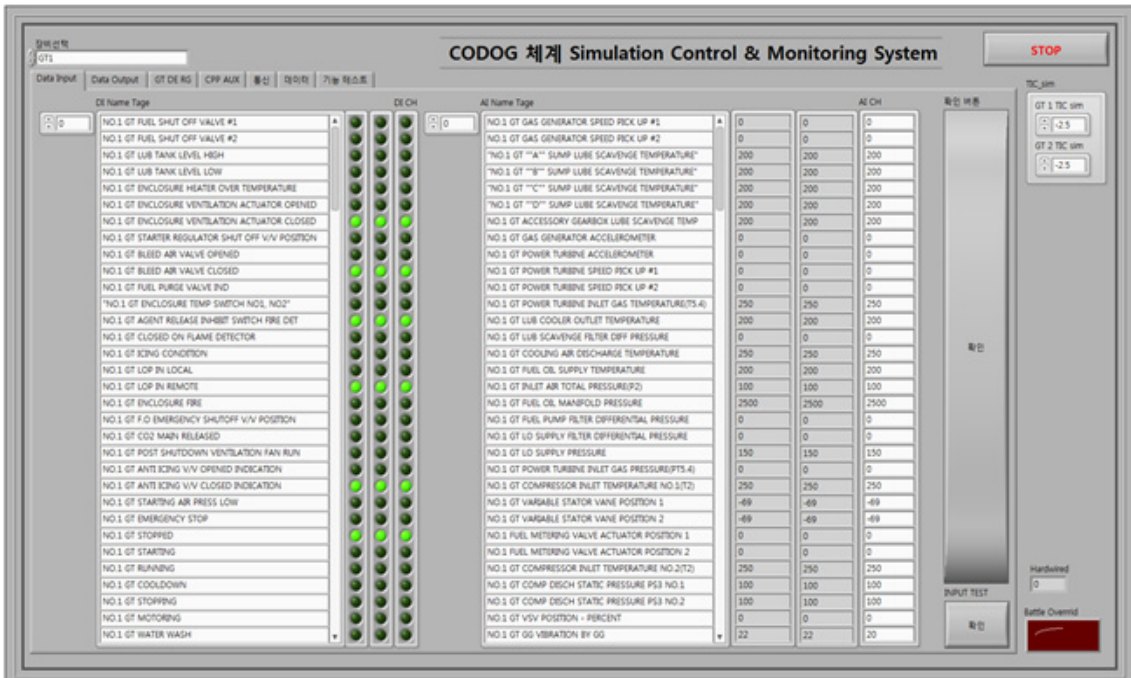 장비선택
GT1
CODOG 체계 Simulation Control & Monitoring System
STOP
Data Input
Data Output
GT DE RG
CPP AUX
통신
데이터
기능 테스트
TIC_sim
GT 1 TIC sim
-2.5
GT 2 TIC sim
-2.5
DI Name Tage
DI CH
AI Name Tage
AI CH
확인 버튼
0
NO.1 GT FUEL SHUT OFF VALVE #1
NO.1 GT FUEL SHUT OFF VALVE #2
NO.1 GT LUB TANK LEVEL HIGH
NO.1 GT LUB TANK LEVEL LOW
NO.1 GT ENCLOSURE HEATER OVER TEMPERATURE
NO.1 GT ENCLOSURE VENTILATION ACTUATOR OPENED
NO.1 GT ENCLOSURE VENTILATION ACTUATOR CLOSED
NO.1 GT STARTER REGULATOR SHUT OFF V/V POSITION
NO.1 GT BLEED AIR VALVE OPENED
NO.1 GT BLEED AIR VALVE CLOSED
NO.1 GT FUEL PURGE VALVE IND
"NO.1 GT ENCLOSURE TEMP SWITCH NO1, NO2"
NO.1 GT AGENT RELEASE INHIBIT SWITCH FIRE DET
NO.1 GT CLOSED ON FLAME DETECTOR
NO.1 GT ICING CONDITION
NO.1 GT LOP IN LOCAL
NO.1 GT LOP IN REMOTE
NO.1 GT ENCLOSURE FIRE
NO.1 GT F.O EMERGENCY SHUTOFF V/V POSITION
NO.1 GT CO2 MAIN RELEASED
NO.1 GT POST SHUTDOWN VENTILATION FAN RUN
NO.1 GT ANTI ICING V/V OPENED INDICATION
NO.1 GT ANTI ICING V/V CLOSED INDICATION
NO.1 GT STARTING AIR PRESS LOW
NO.1 GT EMERGENCY STOP
NO.1 GT STOPPED
NO.1 GT STARTING
NO.1 GT RUNNING
NO.1 GT COOLDOWN
NO.1 GT STOPPING
NO.1 GT MOTORING
NO.1 GT WATER WASH
0
NO.1 GT GAS GENERATOR SPEED PICK UP #1 0 0 0
NO.1 GT GAS GENERATOR SPEED PICK UP #2 0 0 0
"NO.1 GT ""A"" SUMP LUBE SCAVENGE TEMPERATURE" 200 200 200
"NO.1 GT ""B"" SUMP LUBE SCAVENGE TEMPERATURE" 200 200 200
"NO.1 GT ""C"" SUMP LUBE SCAVENGE TEMPERATURE" 200 200 200
"NO.1 GT ""D"" SUMP LUBE SCAVENGE TEMPERATURE" 200 200 200
NO.1 GT ACCESSORY GEARBOX LUBE SCAVENGE TEMP 200 200 200
NO.1 GT GAS GENERATOR ACCELEROMETER 0 0 0
NO.1 GT POWER TURBINE ACCELEROMETER 0 0 0
NO.1 GT POWER TURBINE SPEED PICK UP #1 0 0 0
NO.1 GT POWER TURBINE SPEED PICK UP #2 0 0 0
NO.1 GT POWER TURBINE INLET GAS TEMPERATURE(T5.4) 250 250 250
NO.1 GT LUB COOLER OUTLET TEMPERATURE 200 200 200
NO.1 GT LUB SCAVENGE FILTER DIFF PRESSURE 0 0 0
NO.1 GT COOLING AIR DISCHARGE TEMPERATURE 250 250 250
NO.1 GT FUEL OIL SUPPLY TEMPERATURE 200 200 200
NO.1 GT INLET AIR TOTAL PRESSURE(P2) 100 100 100
NO.1 GT FUEL OIL MANIFOLD PRESSURE 2500 2500 2500
NO.1 GT FUEL PUMP FILTER DIFFERENTIAL PRESSURE 0 0 0
NO.1 GT LO SUPPLY FILTER DIFFERENTIAL PRESSURE 0 0 0
NO.1 GT LO SUPPLY PRESSURE 150 150 150
NO.1 GT POWER TURBINE INLET GAS PRESSURE(PT5.4) 0 0 0
NO.1 GT COMPRESSOR INLET TEMPERATURE NO.1(T2) 250 250 250
NO.1 GT VARIABLE STATOR VANE POSITION 1 -69 -69 -69
NO.1 GT VARIABLE STATOR VANE POSITION 2 -69 -69 -69
NO.1 FUEL METERING VALVE ACTUATOR POSITION 1 0 0 0
NO.1 FUEL METERING VALVE ACTUATOR POSITION 2 0 0 0
NO.1 GT COMPRESSOR INLET TEMPERATURE NO.2(T2) 250 250 250
NO.1 GT COMP DISCH STATIC PRESSURE PS3 NO.1 100 100 100
NO.1 GT COMP DISCH STATIC PRESSURE PS3 NO.2 100 100 100
NO.1 GT VSV POSITION - PERCENT 0 0 0
NO.1 GT GG VIBRATION BY GG 22 22 20
확인
INPUT TEST
확인
Hardwired
0
Battle Overrid